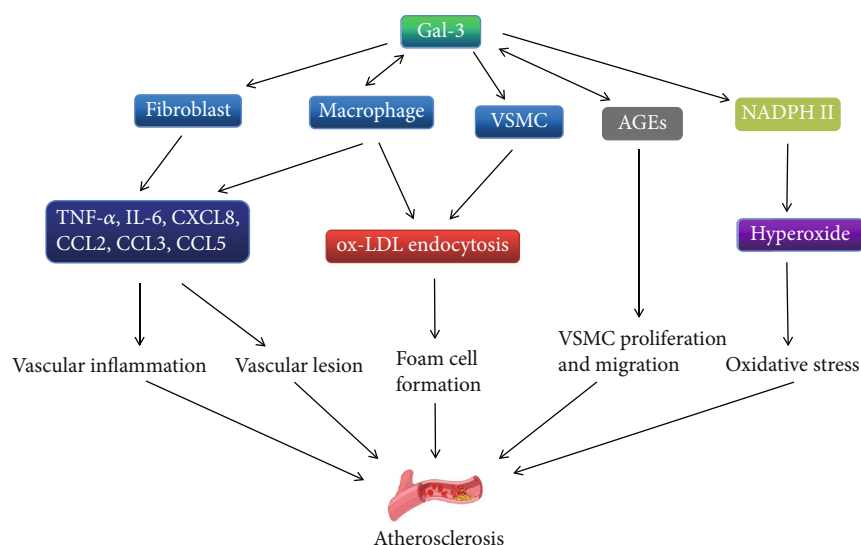 Gal-3
Fibroblast
Macrophage
VSMC
AGEs
NADPH II
TNF-α, IL-6, CXCL8,
CCL2, CCL3, CCL5
ox-LDL endocytosis
Hyperoxide
Vascular inflammation
Vascular lesion
Foam cell
formation
VSMC proliferation
and migration
Oxidative stress
Atherosclerosis